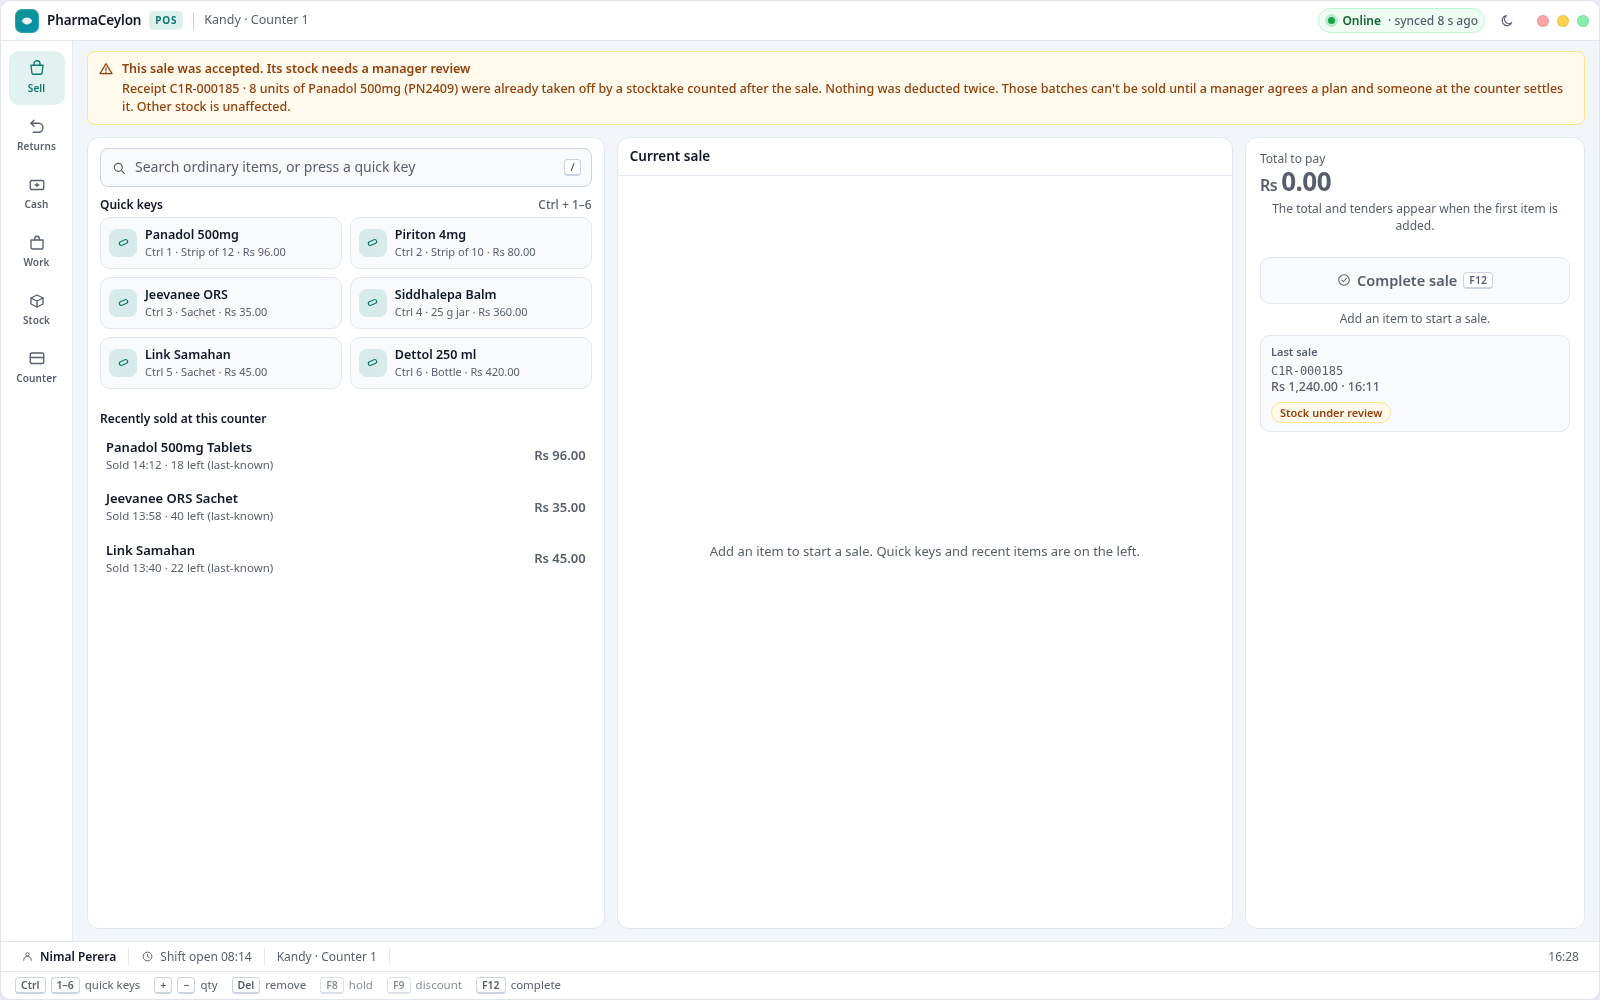 PharmaCeylon POS Kandy · Counter 1
Online · synced 8 s ago
Sell
Returns
Cash
Work
Stock
Counter
This sale was accepted. Its stock needs a manager review
Receipt C1R-000185 · 8 units of Panadol 500mg (PN2409) were already taken off by a stocktake counted after the sale. Nothing was deducted twice. Those batches can't be sold until a manager agrees a plan and someone at the counter settles
it. Other stock is unaffected.
Search ordinary items, or press a quick key /
Quick keys Ctrl + 1–6
Panadol 500mg
Ctrl 1 · Strip of 12 · Rs 96.00
Piriton 4mg
Ctrl 2 · Strip of 10 · Rs 80.00
Jeevanee ORS
Ctrl 3 · Sachet · Rs 35.00
Siddhalepa Balm
Ctrl 4 · 25 g jar · Rs 360.00
Link Samahan
Ctrl 5 · Sachet · Rs 45.00
Dettol 250 ml
Ctrl 6 · Bottle · Rs 420.00
Recently sold at this counter
Panadol 500mg Tablets
Sold 14:12 · 18 left (last-known)
Rs 96.00
Jeevanee ORS Sachet
Sold 13:58 · 40 left (last-known)
Rs 35.00
Link Samahan
Sold 13:40 · 22 left (last-known)
Rs 45.00
Current sale
Add an item to start a sale. Quick keys and recent items are on the left.
Total to pay
Rs 0.00
The total and tenders appear when the first item is
added.
Complete sale F12
Add an item to start a sale.
Last sale
C1R-000185
Rs 1,240.00 · 16:11
Stock under review
Nimal Perera Shift open 08:14 Kandy · Counter 1 16:28
Ctrl 1–6 quick keys + − qty Del remove F8 hold F9 discount F12 complete